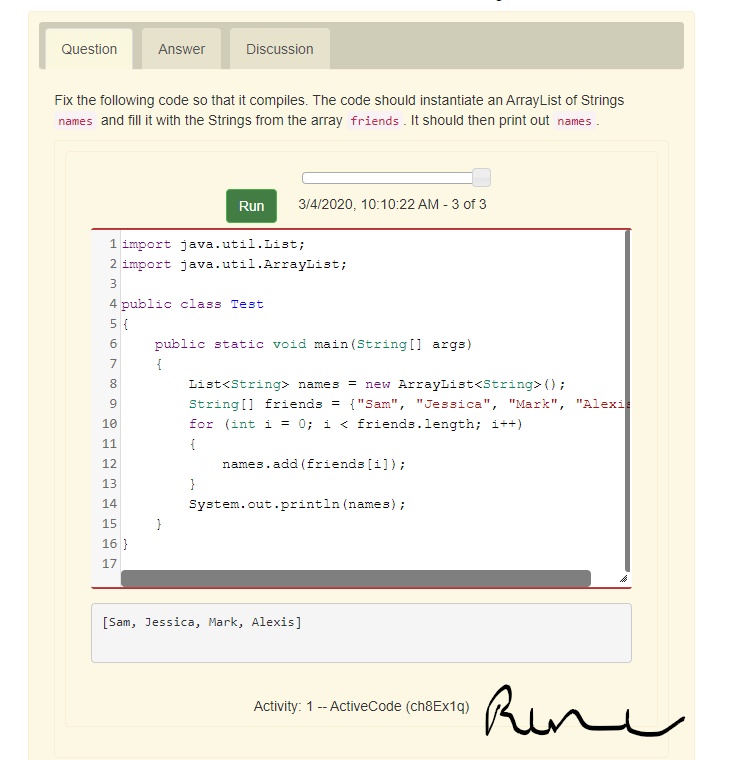 Question
Answer
Discussion
Fix the following code so that it compiles. The code should instantiate an ArrayList of Strings
names and fill it with the Strings from the array friends. It should then print out names.
Run
3/4/2020, 10:10:22 AM - 3 of 3
1 import java.util.List;
2 import java.util.ArrayList;
3
4 public class Test
5 {
6     public static void main(String[] args)
7     {
8         List<String> names = new ArrayList<String>();
9         String[] friends = {"Sam", "Jessica", "Mark", "Alexis
10         for (int i = 0; i < friends.length; i++)
11         {
12             names.add(friends[i]);
13         }
14         System.out.println(names);
15     }
16 }
17
[Sam, Jessica, Mark, Alexis]
Activity: 1 -- ActiveCode (ch8Ex1q)